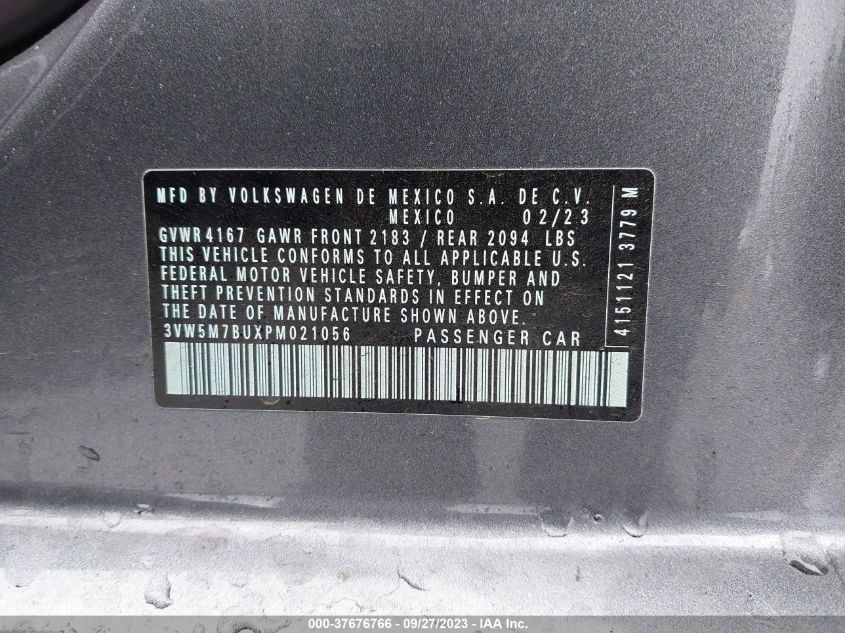 MFD BY VOLKSWAGEN DE MEXICO S.A. DE C.V.
MEXICO 02/23
GVWR 4167 GAWR FRONT 2183 / REAR 2094 LBS
THIS VEHICLE CONFORMS TO ALL APPLICABLE U.S.
FEDERAL MOTOR VEHICLE SAFETY, BUMPER AND
THEFT PREVENTION STANDARDS IN EFFECT ON
THE DATE OF MANUFACTURE SHOWN ABOVE.
3VW5M7BUXPM021056 PASSENGER CAR
4151121 3779 M
000-37676766 - 09/27/2023 - IAA Inc.